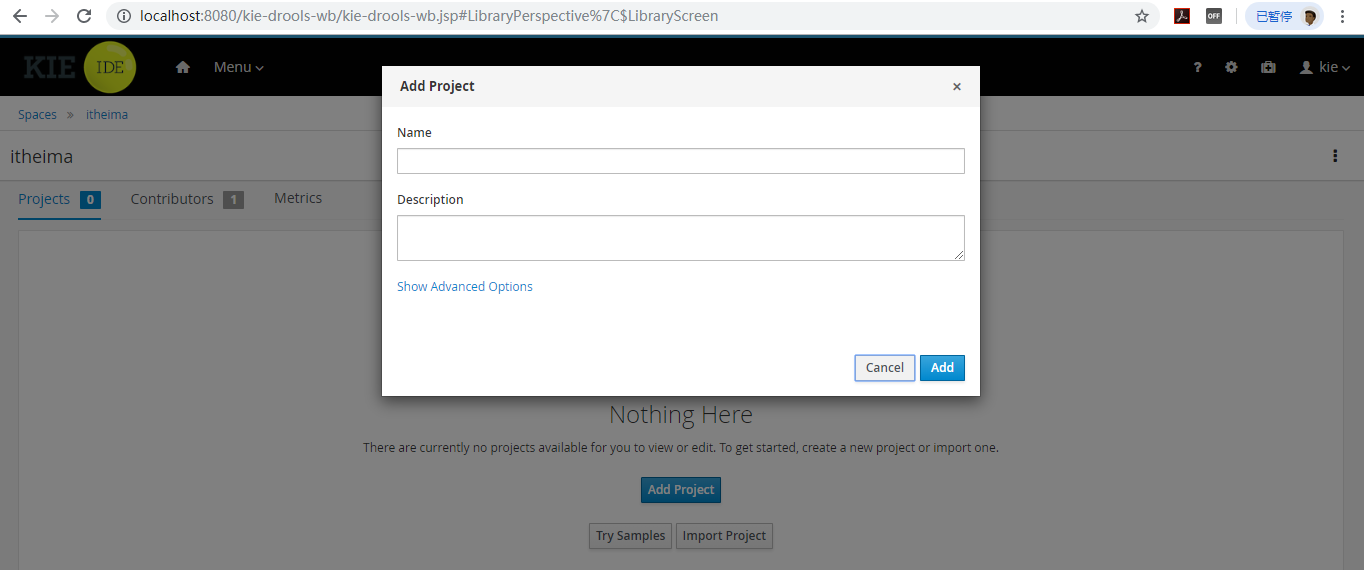 localhost:8080/kie-drools-wb/kie-drools-wb.jsp#LibraryPerspective%7C$LibraryScreen
OFF
已暂停
KIE IDE
Menu
?
kie
Spaces » itheima
itheima
Projects 0
Contributors 1
Metrics
Add Project
×
Name
Description
Show Advanced Options
Cancel
Add
Nothing Here
There are currently no projects available for you to view or edit. To get started, create a new project or import one.
Add Project
Try Samples
Import Project